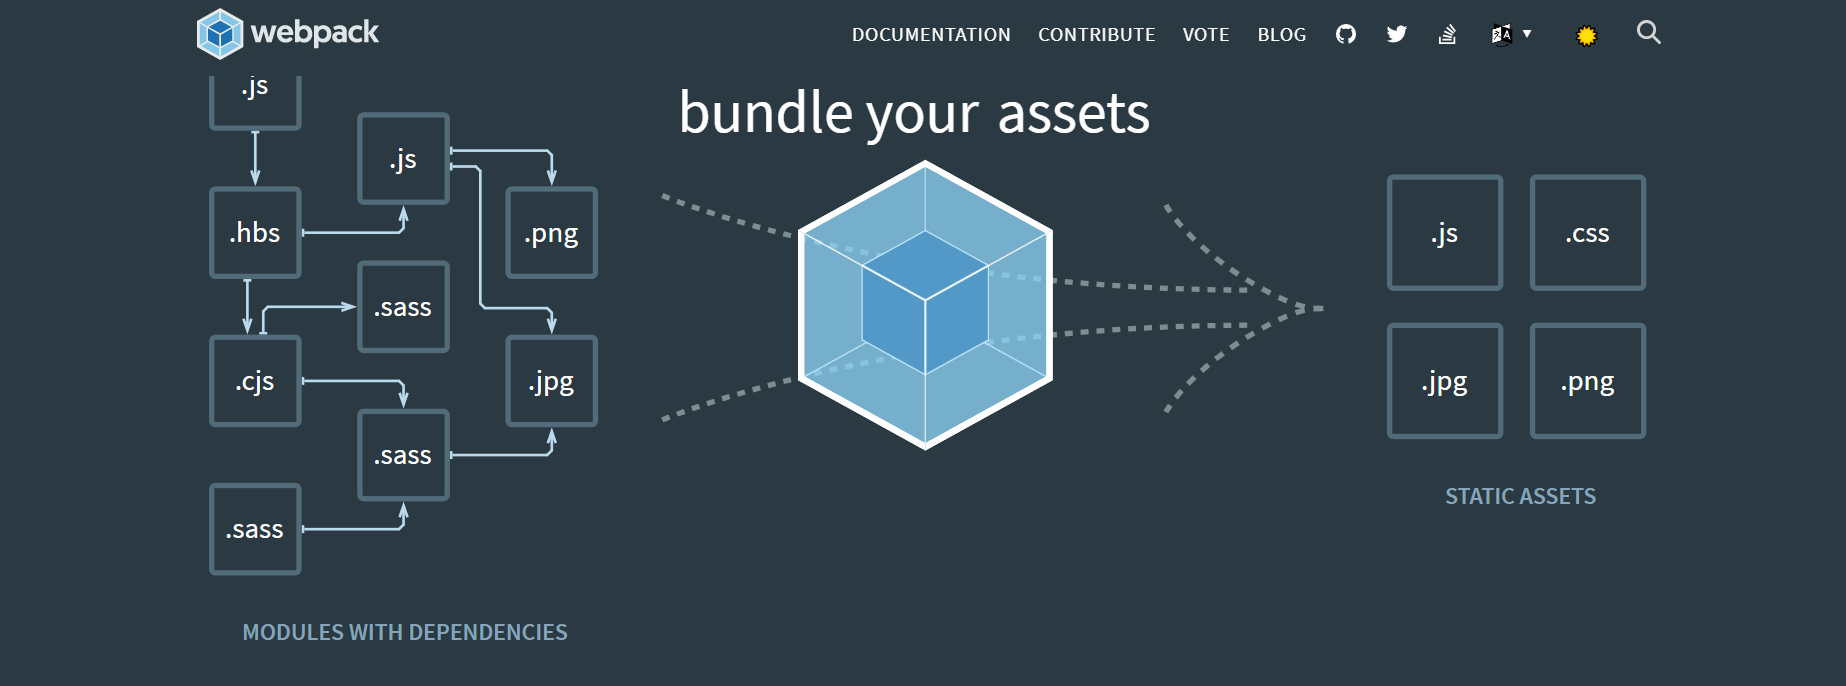 webpack
DOCUMENTATION CONTRIBUTE VOTE BLOG
bundle your assets
.js
.js
.hbs
.png
.sass
.cjs
.jpg
.sass
.sass
MODULES WITH DEPENDENCIES
.js
.css
.jpg
.png
STATIC ASSETS